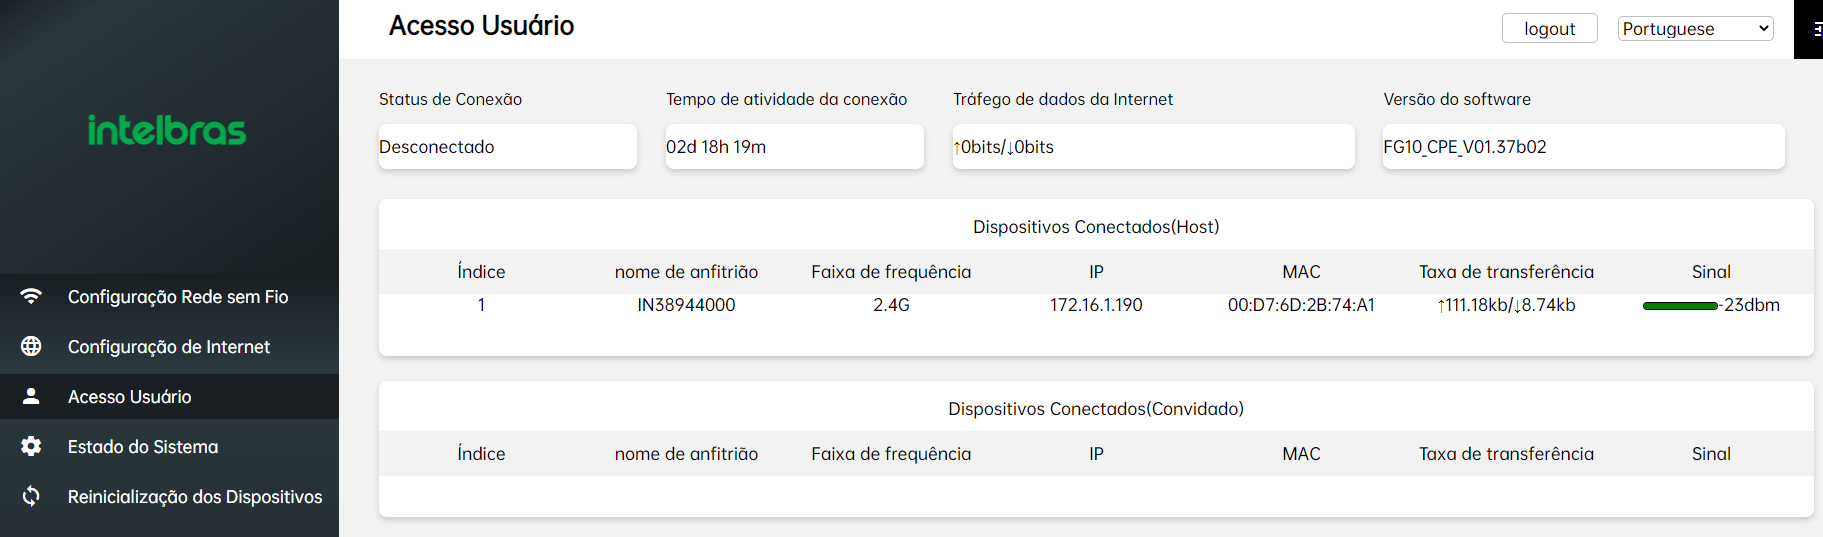 intelbras
Configuração Rede sem Fio
Configuração de Internet
Acesso Usuário
Estado do Sistema
Reinicialização dos Dispositivos
Acesso Usuário
logout
Portuguese
Status de Conexão
Desconectado
Tempo de atividade da conexão
02d 18h 19m
Tráfego de dados da Internet
↑0bits/↓0bits
Versão do software
FG10_CPE_V01.37b02
Dispositivos Conectados(Host)
Índice nome de anfitrião Faixa de frequência IP MAC Taxa de transferência Sinal
1 IN38944000 2.4G 172.16.1.190 00:D7:6D:2B:74:A1 ↑111.18kb/↓8.74kb -23dbm
Dispositivos Conectados(Convidado)
Índice nome de anfitrião Faixa de frequência IP MAC Taxa de transferência Sinal